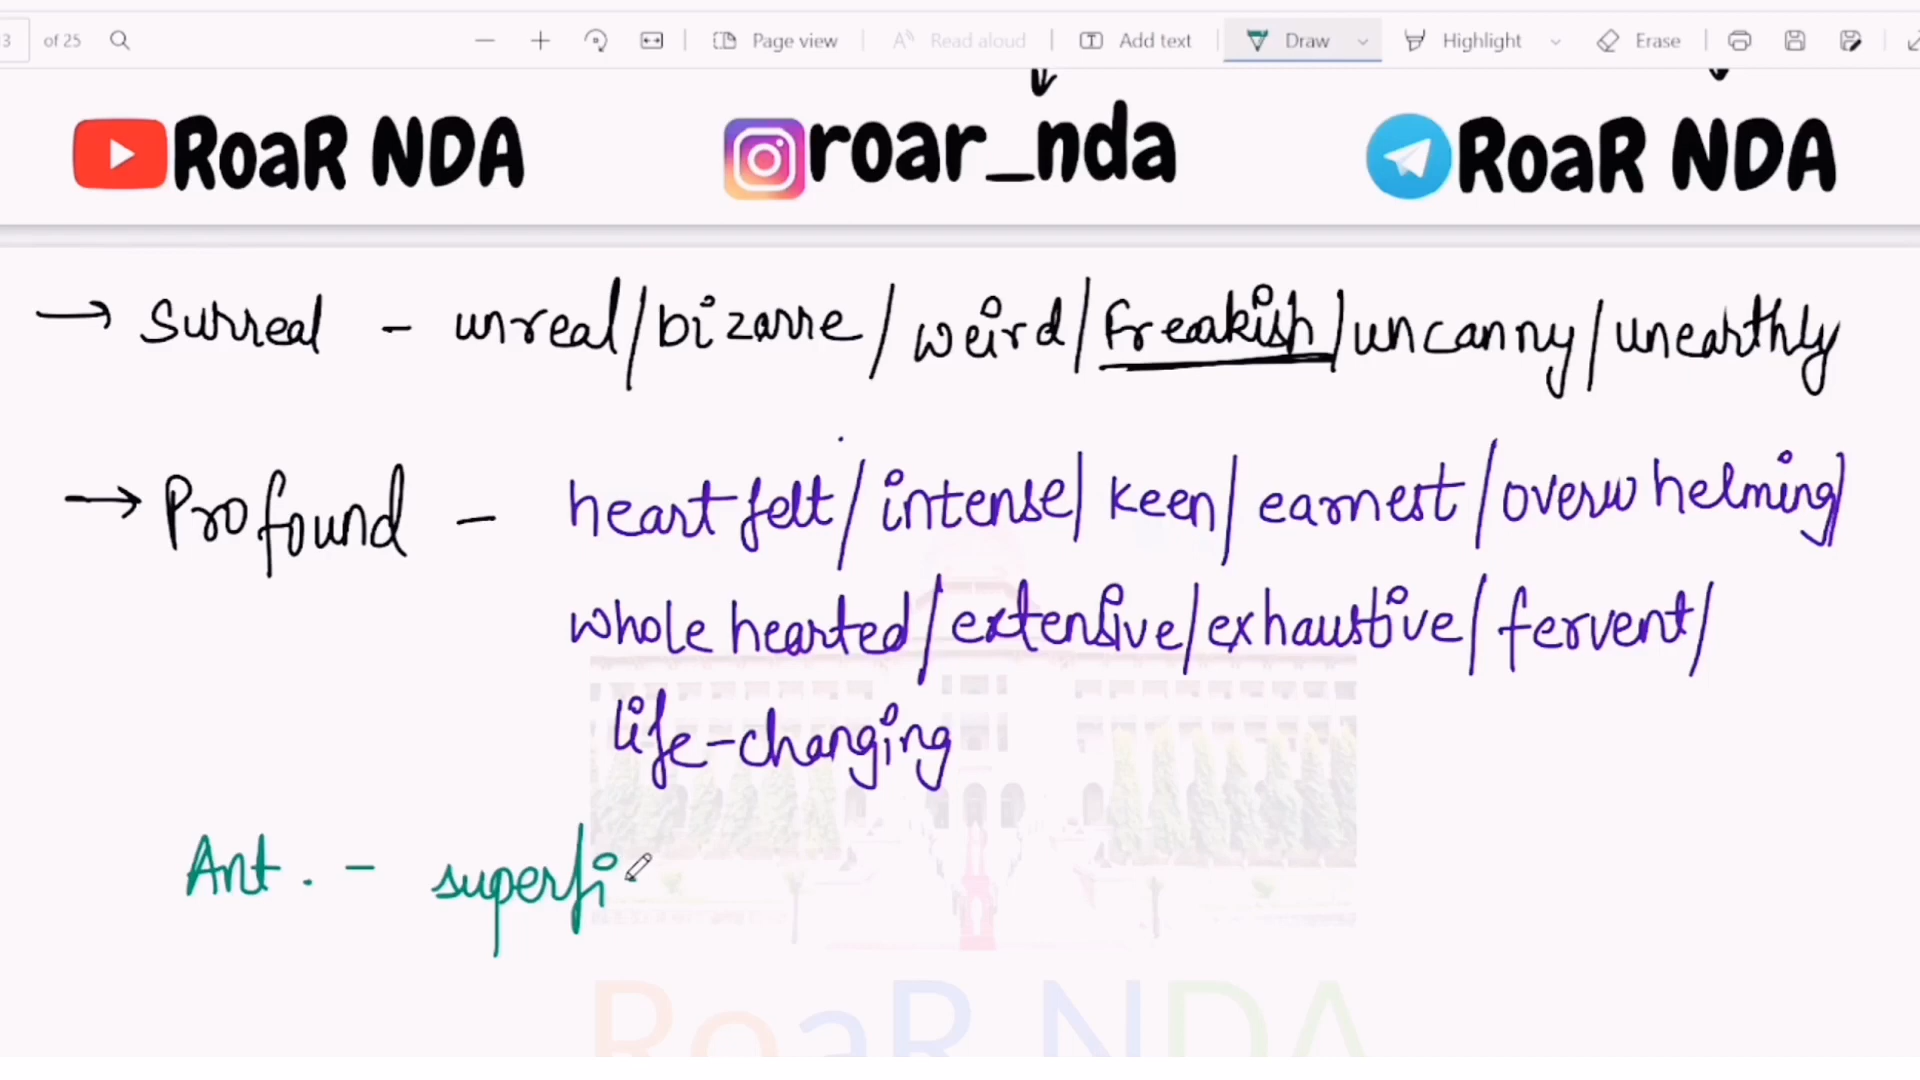 3 of 25 Page view Read aloud Add text Draw Highlight Erase
RoaR NDA roar_nda RoaR NDA
→ Surreal - unreal/bizarre/weird/Freakish/uncanny/unearthly
→ Profound - heartfelt/intense/keen/earnest/overwhelming/
wholehearted/extensive/exhaustive/fervent/
life-changing
Ant. - superfi
RoaR NDA